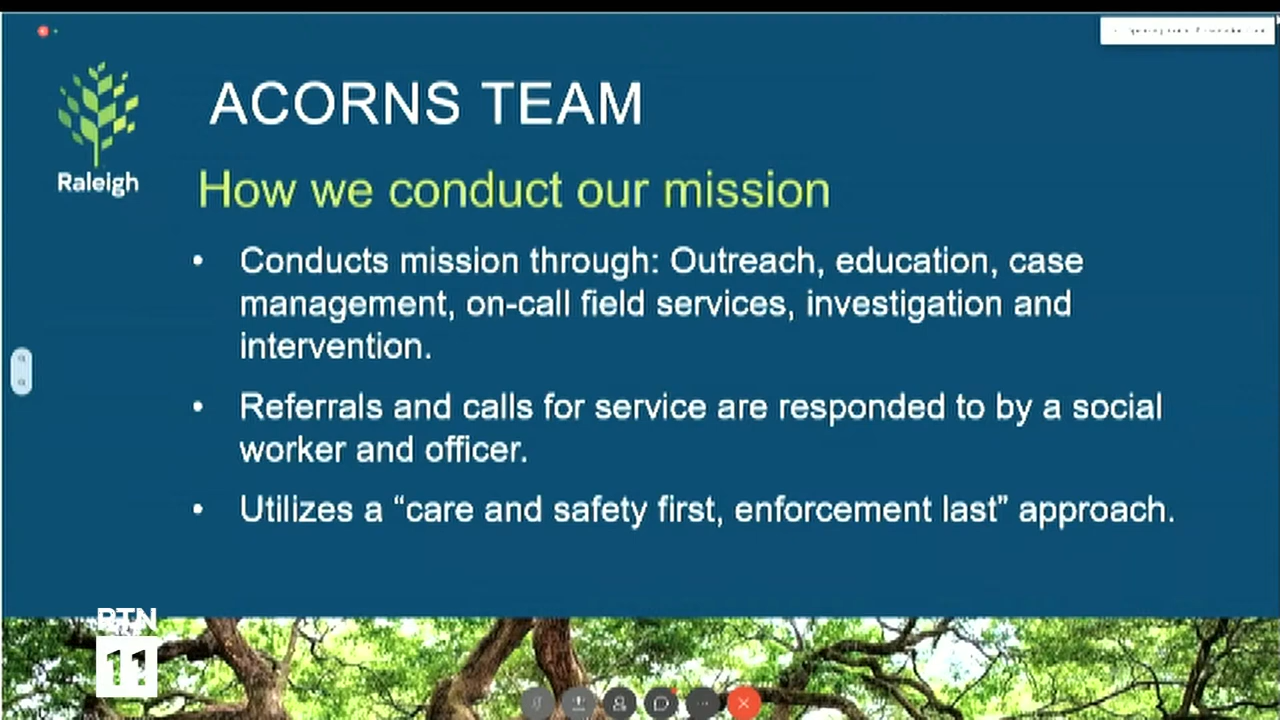 ACORNS TEAM
Raleigh
How we conduct our mission
• Conducts mission through: Outreach, education, case
management, on-call field services, investigation and
intervention.
• Referrals and calls for service are responded to by a social
worker and officer.
• Utilizes a “care and safety first, enforcement last” approach.
RTN
11